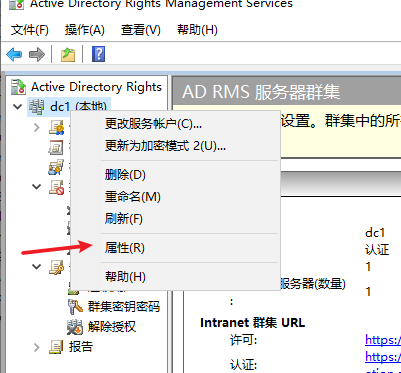 Active Directory Rights Management Services
文件(F) 操作(A) 查看(V) 帮助(H)
Active Directory Rights
dc1 (本地)
AD RMS 服务器群集
设置。群集中的所
更改服务帐户(C)...
更新为加密模式 2(U)...
删除(D)
重命名(M)
刷新(F)
属性(R)
帮助(H)
dc1
认证
1
服务器(数量)
:
1
群集密钥密码
解除授权
报告
Intranet 群集 URL
许可:
https:/
认证:
https:/